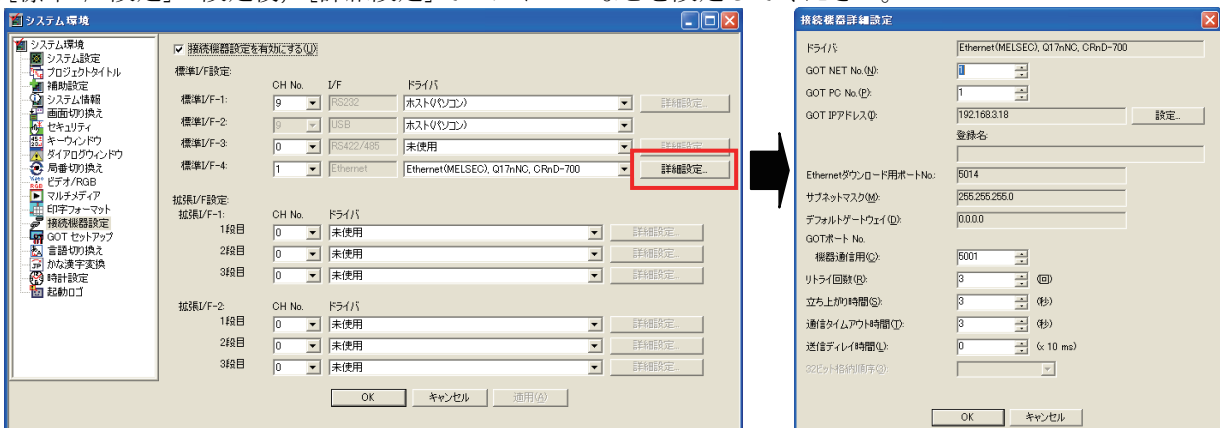 システム環境
システム環境
システム設定
プロジェクトタイトル
補助設定
システム情報
画面切り換え
セキュリティ
キーウィンドウ
ダイアログウィンドウ
局番切り換え
ビデオ/RGB
マルチメディア
印字フォーマット
接続機器設定
GOT セットアップ
言語切り換え
かな漢字変換
時計設定
起動ロゴ
接続機器設定を有効にする(U)
標準I/F設定:
CH No. I/F ドライバ
標準I/F-1: 9 RS232 ホスト(パソコン) 詳細設定...
標準I/F-2: 9 USB ホスト(パソコン)
標準I/F-3: 0 RS422/485 未使用 詳細設定...
標準I/F-4: 1 Ethernet Ethernet(MELSEC), Q17nNC, CRnD-700 詳細設定...
拡張I/F設定:
拡張I/F-1: CH No. ドライバ
1段目 0 未使用 詳細設定...
2段目 0 未使用 詳細設定...
3段目 0 未使用 詳細設定...
拡張I/F-2: CH No. ドライバ
1段目 0 未使用 詳細設定...
2段目 0 未使用 詳細設定...
3段目 0 未使用 詳細設定...
OK キャンセル 適用(A)
接続機器詳細設定
ドライバ: Ethernet(MELSEC), Q17nNC, CRnD-700
GOT NET No.(N): 1
GOT PC No.(P): 1
GOT IPアドレス(I): 192.168.3.18 設定...
登録名:
Ethernetダウンロード用ポートNo.: 5014
サブネットマスク(M): 255.255.255.0
デフォルトゲートウェイ(D): 0.0.0.0
GOTポート No.
機器通信用(C): 5001
リトライ回数(R): 3 (回)
立ち上がり時間(S): 3 (秒)
通信タイムアウト時間(T): 3 (秒)
送信ディレイ時間(L): 0 (x 10 ms)
32ビット格納順序(3):
OK キャンセル